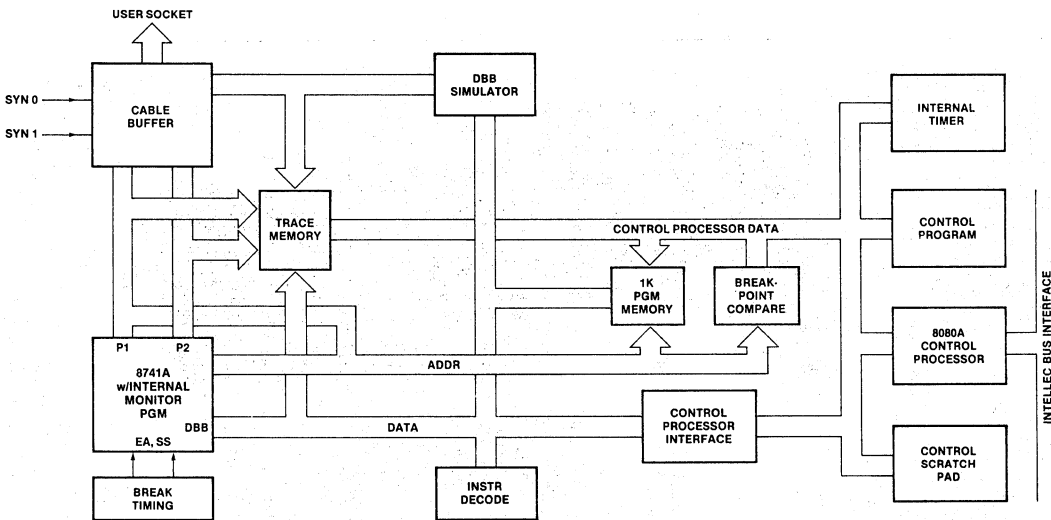 USER SOCKET
SYN 0
SYN 1
CABLE
BUFFER
DBB
SIMULATOR
INTERNAL
TIMER
TRACE
MEMORY
CONTROL PROCESSOR DATA
CONTROL
PROGRAM
1K
PGM
MEMORY
BREAK-
POINT
COMPARE
8080A
CONTROL
PROCESSOR
INTELLEC BUS INTERFACE
P1 P2
8741A
w/INTERNAL
MONITOR
PGM
DBB
EA, SS
ADDR
DATA
CONTROL
PROCESSOR
INTERFACE
CONTROL
SCRATCH
PAD
BREAK
TIMING
INSTR
DECODE